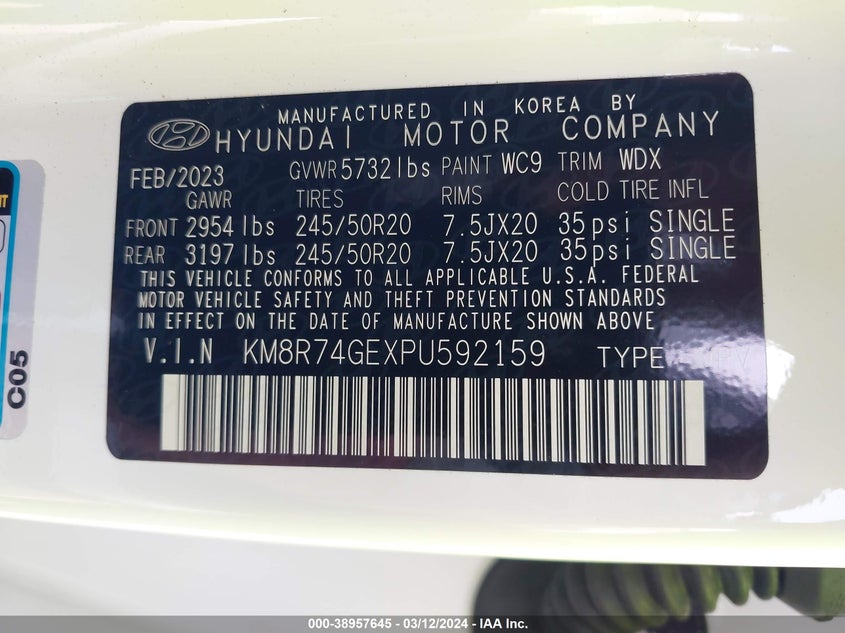 MANUFACTURED IN KOREA BY
HYUNDAI MOTOR COMPANY
FEB/2023 GVWR 5732 lbs PAINT WC9 TRIM WDX
GAWR TIRES RIMS COLD TIRE INFL
FRONT 2954 lbs 245/50R20 7.5JX20 35 psi SINGLE
REAR 3197 lbs 245/50R20 7.5JX20 35 psi SINGLE
THIS VEHICLE CONFORMS TO ALL APPLICABLE U.S.A. FEDERAL
MOTOR VEHICLE SAFETY AND THEFT PREVENTION STANDARDS
IN EFFECT ON THE DATE OF MANUFACTURE SHOWN ABOVE
V.I.N KM8R74GEXPU592159 TYPE
C05
000-38957645 - 03/12/2024 - IAA Inc.